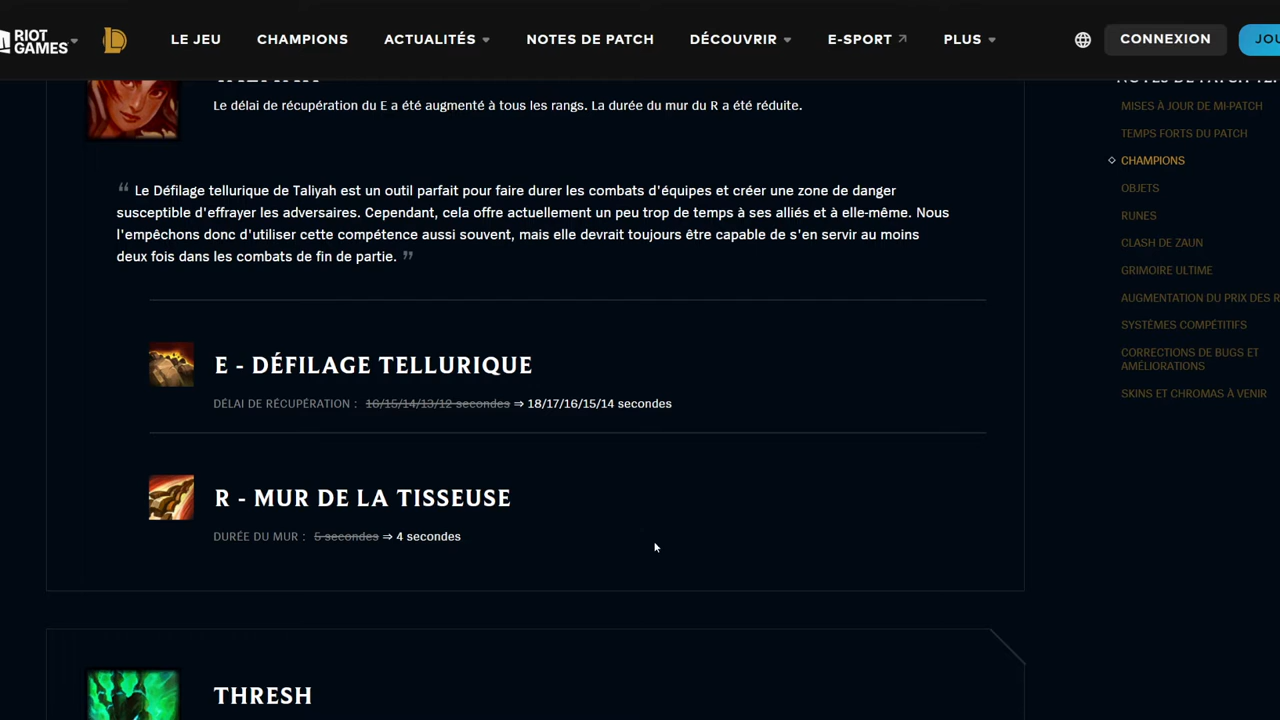 RIOT
GAMES
LE JEU
CHAMPIONS
ACTUALITÉS
NOTES DE PATCH
DÉCOUVRIR
E-SPORT
PLUS
CONNEXION
JOU
Le délai de récupération du E a été augmenté à tous les rangs. La durée du mur du R a été réduite.
“ Le Défilage tellurique de Taliyah est un outil parfait pour faire durer les combats d'équipes et créer une zone de danger
susceptible d'effrayer les adversaires. Cependant, cela offre actuellement un peu trop de temps à ses alliés et à elle-même. Nous
l'empêchons donc d'utiliser cette compétence aussi souvent, mais elle devrait toujours être capable de s'en servir au moins
deux fois dans les combats de fin de partie. ”
E - DÉFILAGE TELLURIQUE
DÉLAI DE RÉCUPÉRATION : 16/15/14/13/12 secondes ⇒ 18/17/16/15/14 secondes
R - MUR DE LA TISSEUSE
DURÉE DU MUR : 5 secondes ⇒ 4 secondes
THRESH
MISES À JOUR DE MI-PATCH
TEMPS FORTS DU PATCH
CHAMPIONS
OBJETS
RUNES
CLASH DE ZAUN
GRIMOIRE ULTIME
AUGMENTATION DU PRIX DES R
SYSTÈMES COMPÉTITIFS
CORRECTIONS DE BUGS ET
AMÉLIORATIONS
SKINS ET CHROMAS À VENIR